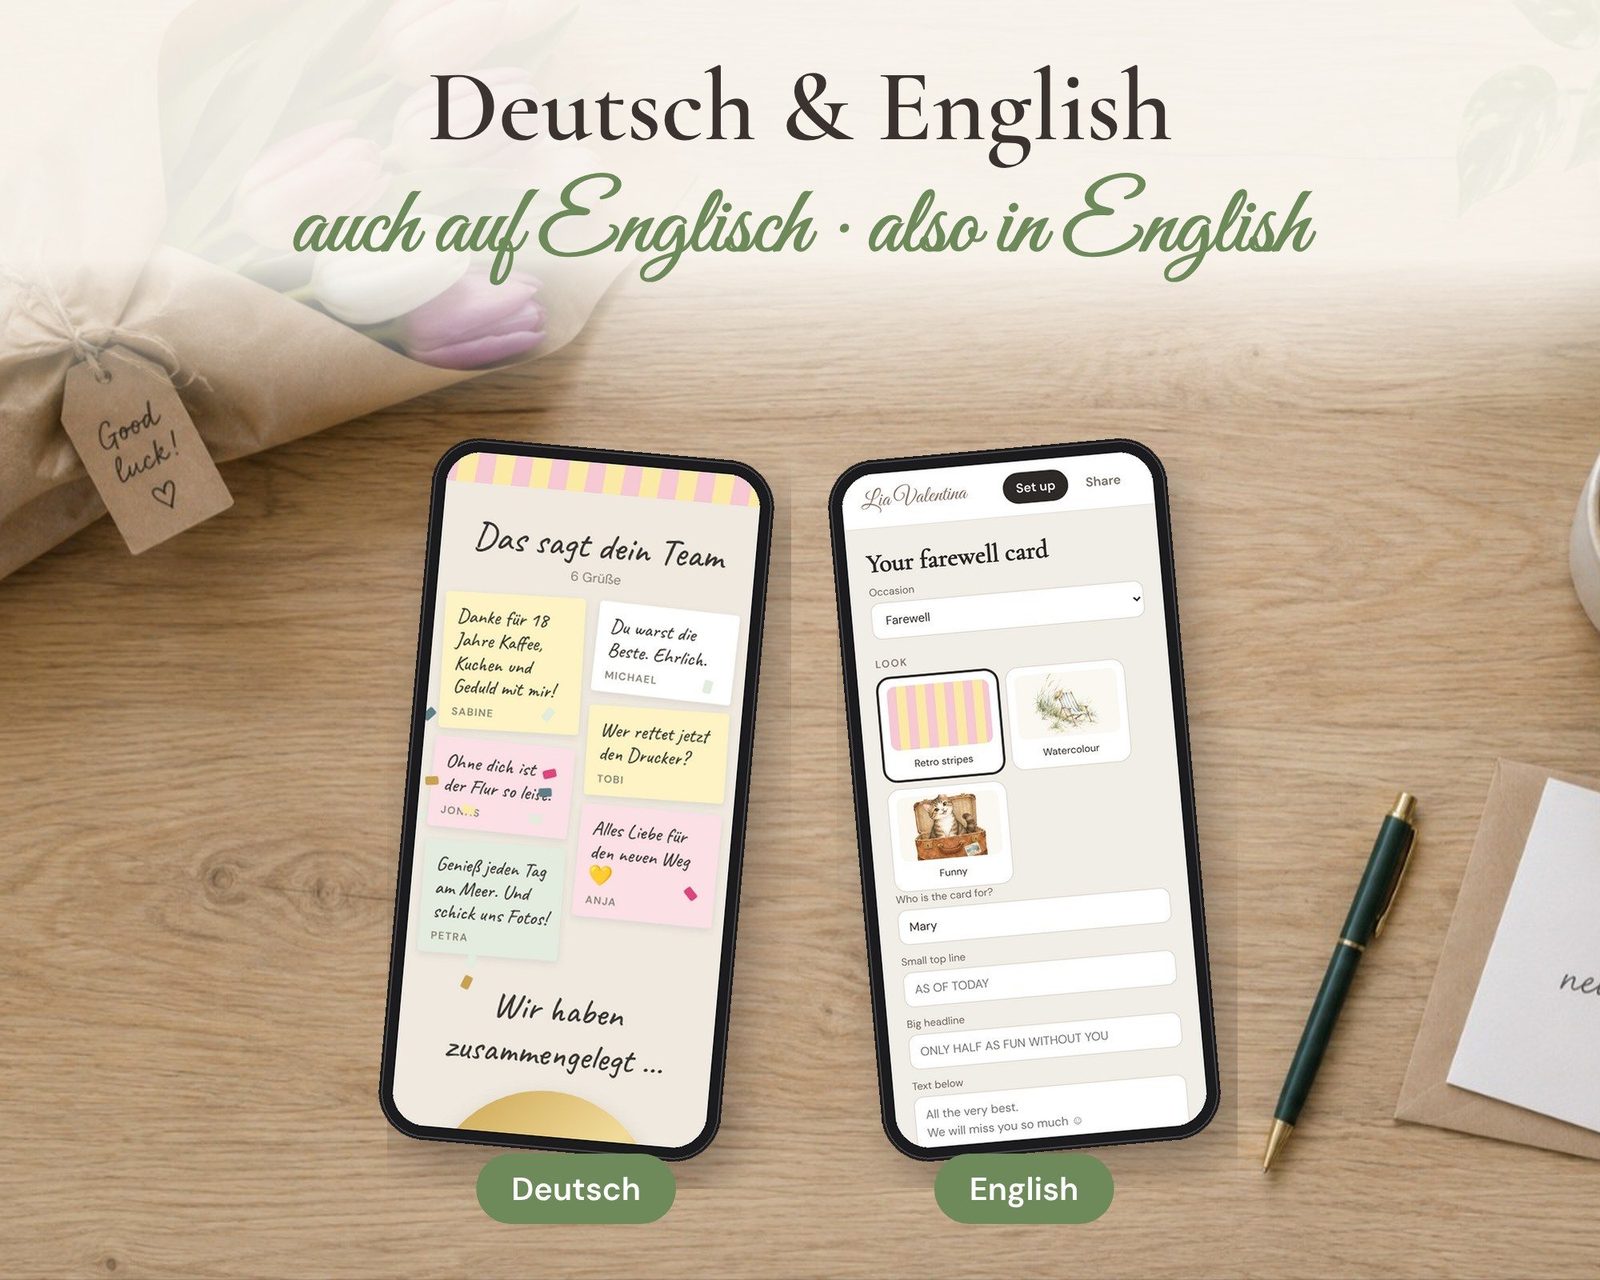 Deutsch & English
auch auf Englisch · also in English
Good
luck!
Das sagt dein Team
6 Grüße
Danke für 18
Jahre Kaffee,
Kuchen und
Geduld mit mir!
SABINE
Du warst die
Beste. Ehrlich.
MICHAEL
Wer rettet jetzt
den Drucker?
TOBI
Ohne dich ist
der Flur so leise.
JONAS
Alles Liebe für
den neuen Weg
💛
ANJA
Genieß jeden Tag
am Meer. Und
schick uns Fotos!
PETRA
Wir haben
zusammengelegt ...
Deutsch
Lia Valentina
Set up
Share
Your farewell card
Occasion
Farewell
LOOK
Retro stripes
Watercolour
Funny
Who is the card for?
Mary
Small top line
AS OF TODAY
Big headline
ONLY HALF AS FUN WITHOUT YOU
Text below
All the very best.
We will miss you so much ☺
English